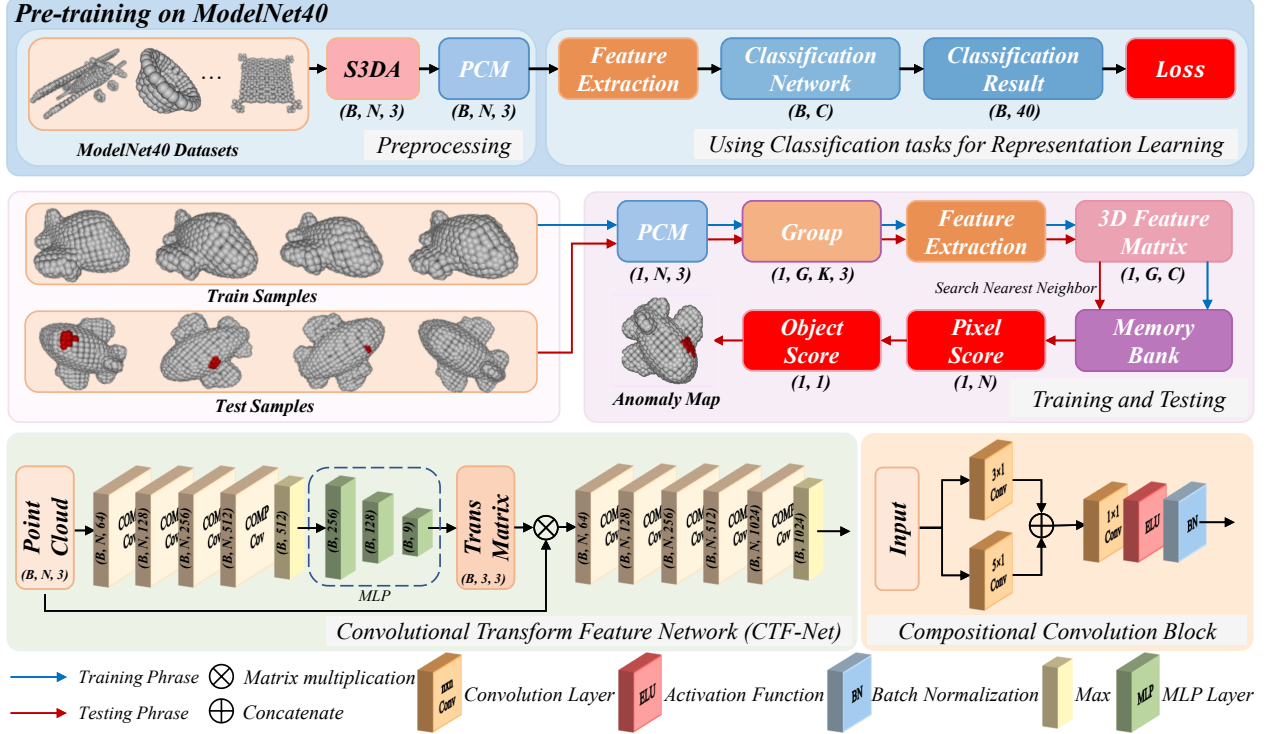 Pre-training on ModelNet40
...
ModelNet40 Datasets
S3DA
(B, N, 3)
PCM
(B, N, 3)
Preprocessing
Feature
Extraction
Classification
Network
(B, C)
Classification
Result
(B, 40)
Loss
Using Classification tasks for Representation Learning
Train Samples
Test Samples
PCM
(1, N, 3)
Group
(1, G, K, 3)
Feature
Extraction
3D Feature
Matrix
(1, G, C)
Search Nearest Neighbor
Memory
Bank
Pixel
Score
(1, N)
Object
Score
(1, 1)
Anomaly Map
Training and Testing
Point
Cloud
(B, N, 3)
(B, N, 64)
COMP
Cov
(B, N, 128)
COMP
Cov
(B, N, 256)
COMP
Cov
(B, N, 512)
COMP
Cov
(B, 512)
(B, 256)
(B, 128)
(B, 9)
MLP
Trans
Matrix
(B, 3, 3)
(B, N, 64)
COMP
Cov
(B, N, 128)
COMP
Cov
(B, N, 256)
COMP
Cov
(B, N, 512)
COMP
Cov
(B, N, 1024)
COMP
Cov
(B, 1024)
Convolutional Transform Feature Network (CTF-Net)
Input
3×1
Conv
5×1
Conv
1×1
Conv
ELU
BN
Compositional Convolution Block
Training Phrase
Matrix multiplication
nxn
Conv
Convolution Layer
ELU
Activation Function
BN
Batch Normalization
Max
MLP
MLP Layer
Testing Phrase
Concatenate